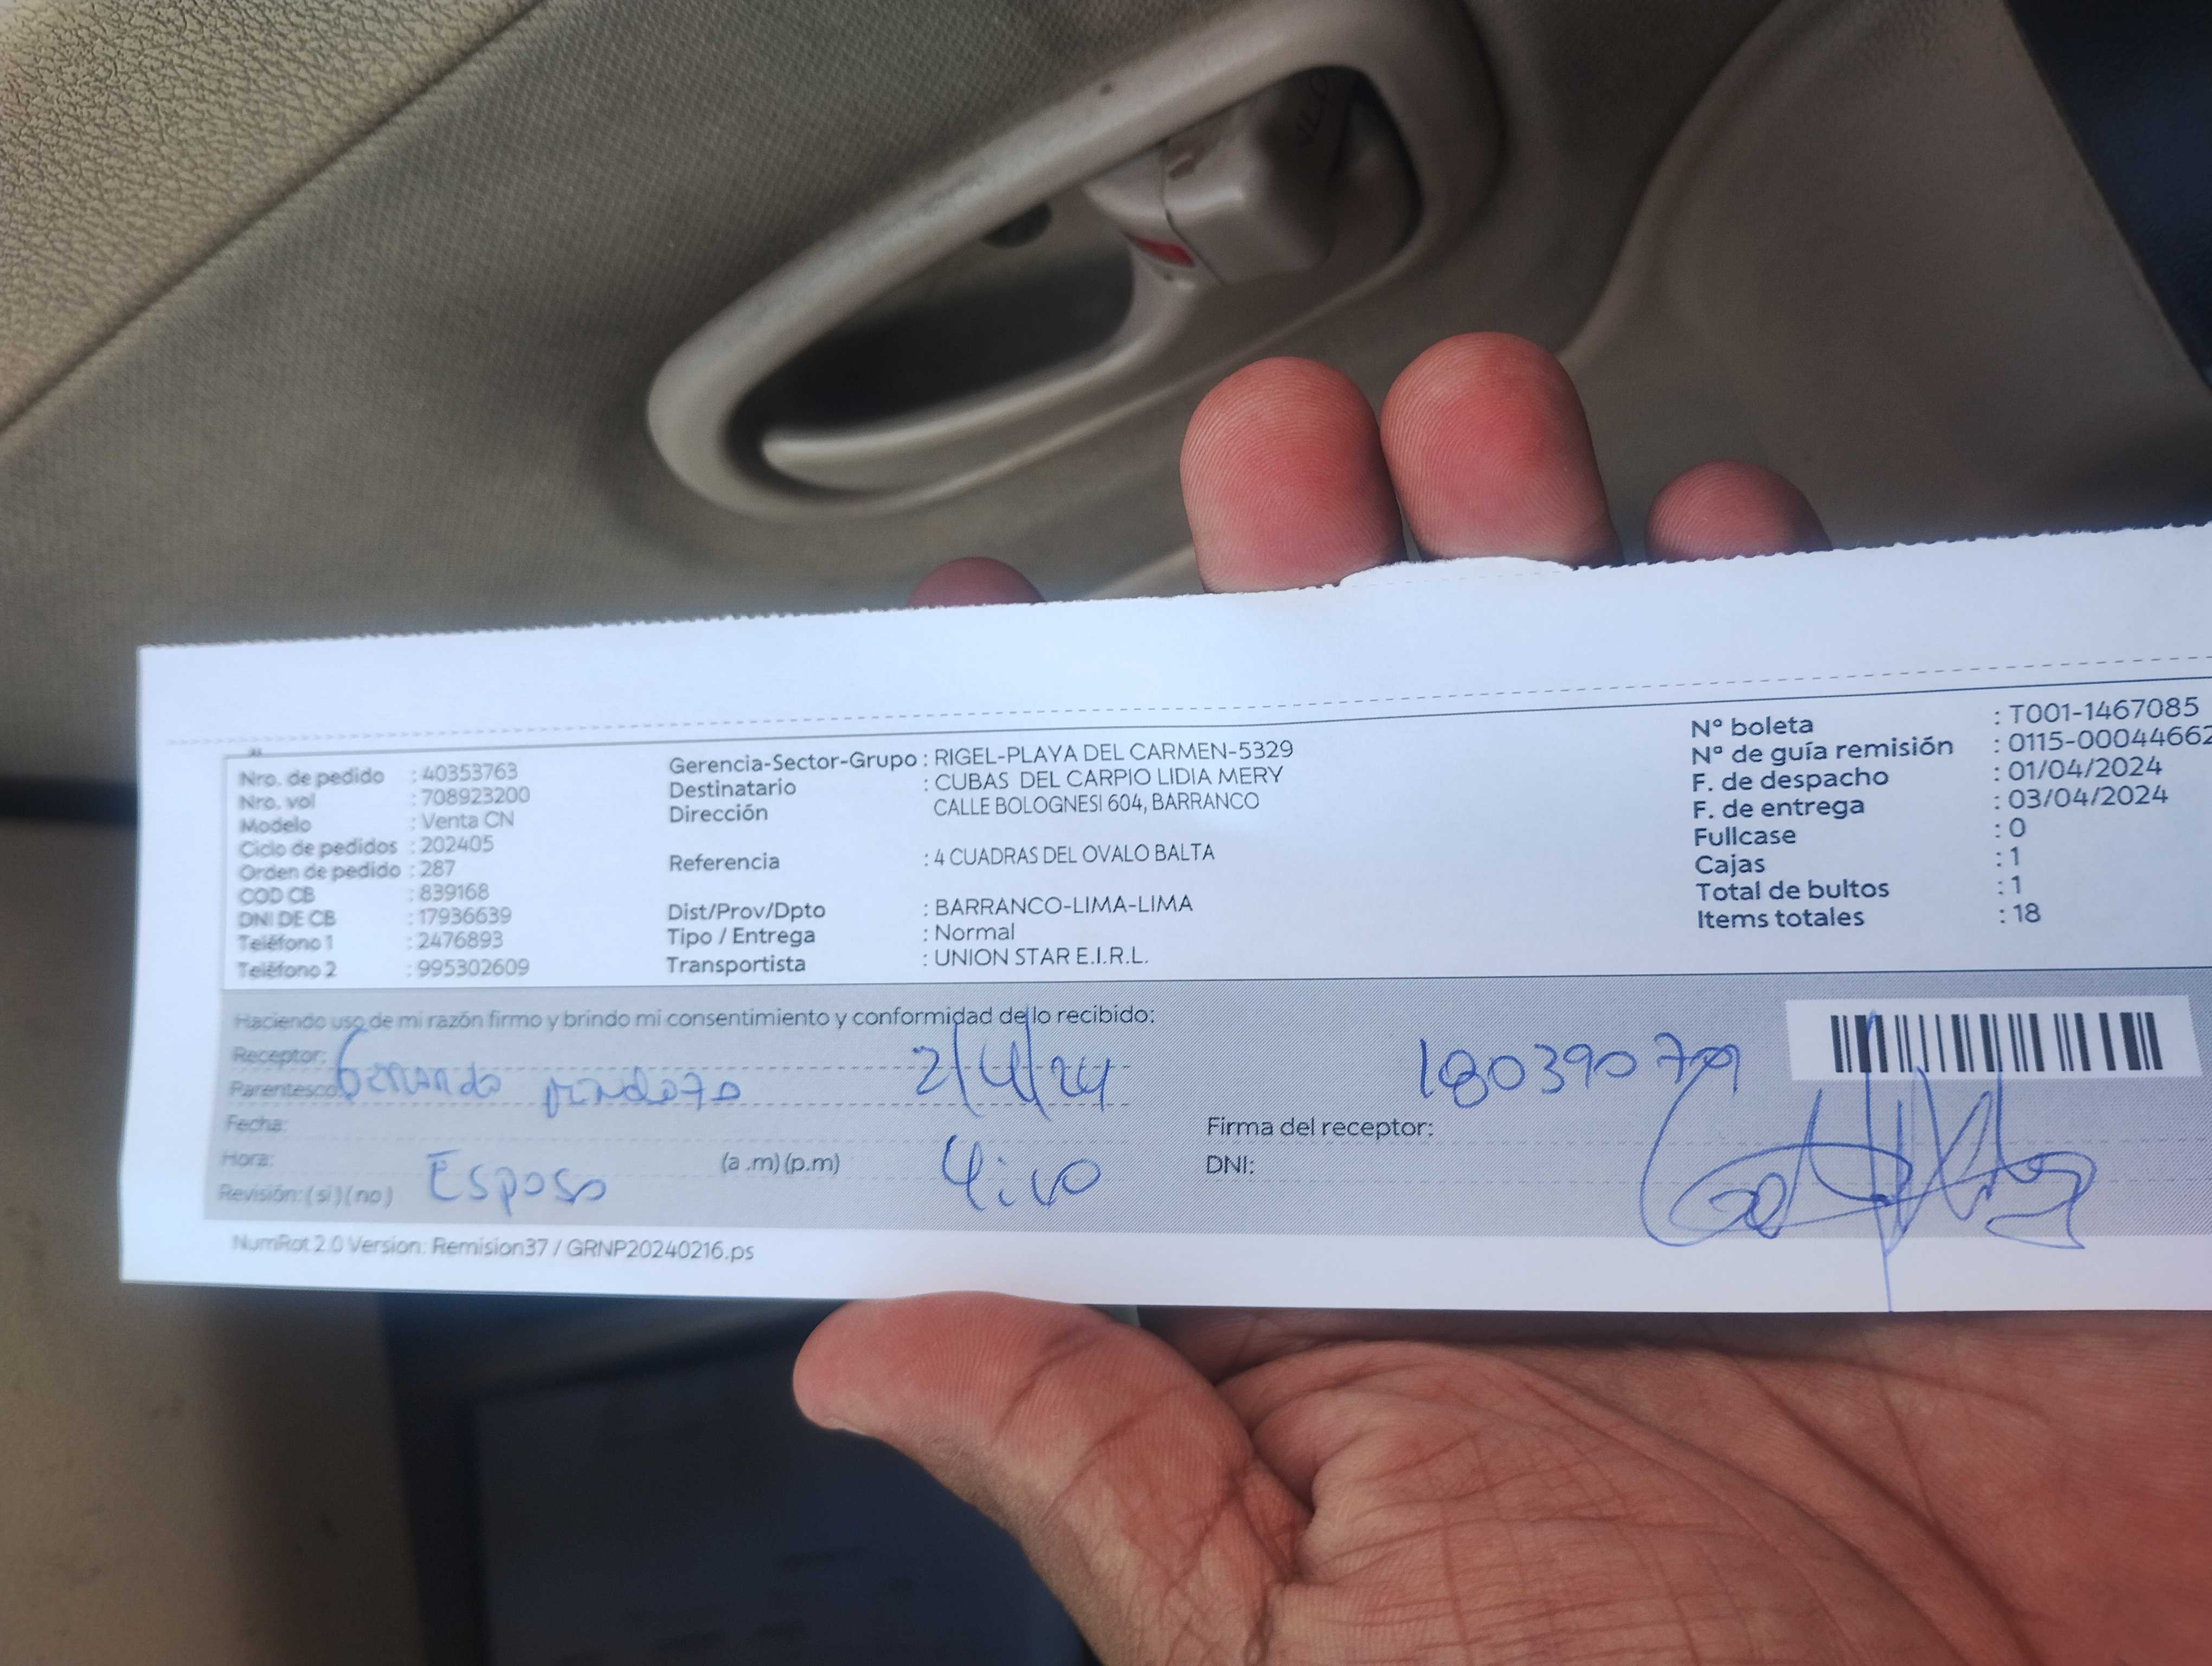 Nro. de pedido : 40353763
Nro. vol : 708923200
Modelo : Venta CN
Ciclo de pedidos : 202405
Orden de pedido : 287
COD CB : 839168
DNI DE CB : 17936639
Teléfono 1 : 2476893
Teléfono 2 : 995302609
Gerencia-Sector-Grupo : RIGEL-PLAYA DEL CARMEN-5329
Destinatario : CUBAS DEL CARPIO LIDIA MERY
Dirección CALLE BOLOGNESI 604, BARRANCO
Referencia : 4 CUADRAS DEL OVALO BALTA
Dist/Prov/Dpto : BARRANCO-LIMA-LIMA
Tipo / Entrega : Normal
Transportista : UNION STAR E.I.R.L.
Nº boleta : T001-1467085
Nº de guía remisión : 0115-00044662
F. de despacho : 01/04/2024
F. de entrega : 03/04/2024
Fullcase : 0
Cajas : 1
Total de bultos : 1
Items totales : 18
Haciendo uso de mi razón firmo y brindo mi consentimiento y conformidad de lo recibido:
Receptor:
Parentesco: 2/4/24
Fecha:
Hora: (a .m) (p.m)
Revisión: ( si ) ( no ) Esposo
Firma del receptor:
DNI:
NumRot 2.0 Version: Remision37 / GRNP20240216.ps